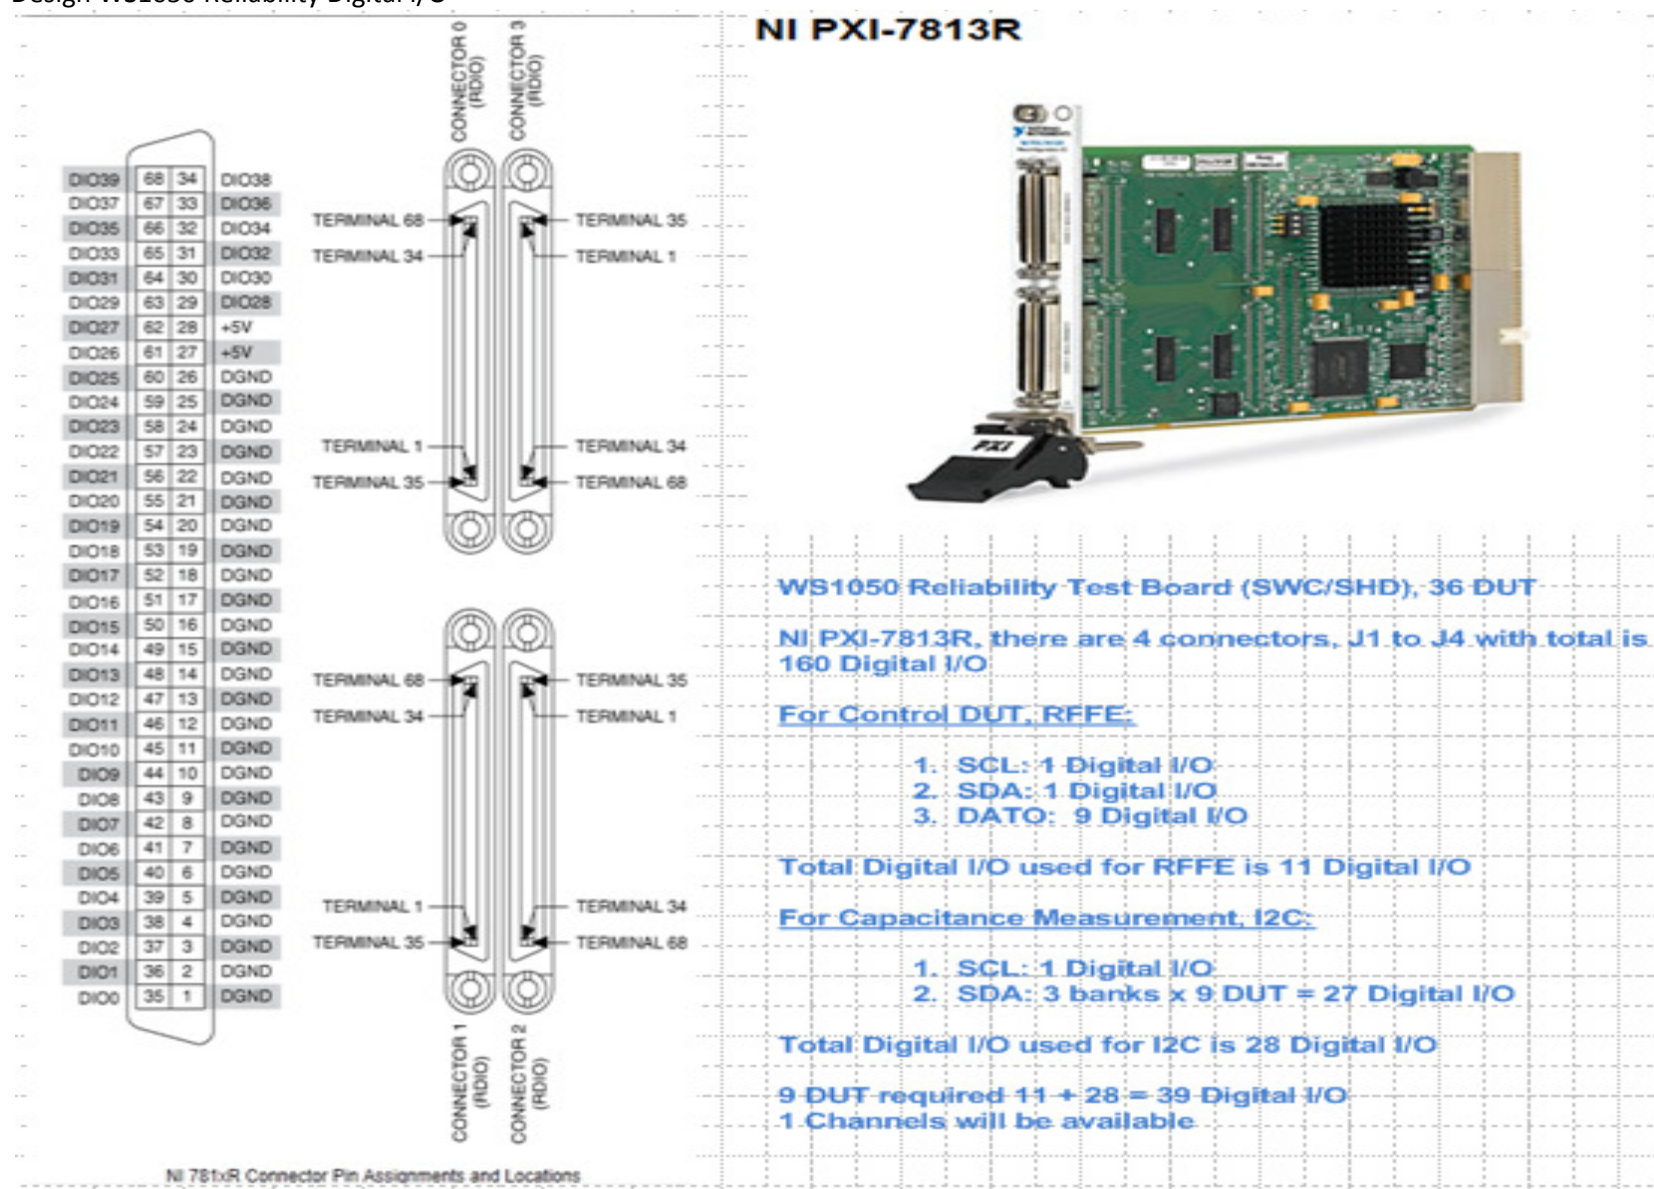 NI PXI-7813R
CONNECTOR 0
(RDIO)
CONNECTOR 3
(RDIO)
DIO39 68 34 DIO38
DIO37 67 33 DIO36
DIO35 66 32 DIO34
DIO33 65 31 DIO32
DIO31 64 30 DIO30
DIO29 63 29 DIO28
DIO27 62 28 +5V
DIO26 61 27 +5V
DIO25 60 26 DGND
DIO24 59 25 DGND
DIO23 58 24 DGND
DIO22 57 23 DGND
DIO21 56 22 DGND
DIO20 55 21 DGND
DIO19 54 20 DGND
DIO18 53 19 DGND
DIO17 52 18 DGND
DIO16 51 17 DGND
DIO15 50 16 DGND
DIO14 49 15 DGND
DIO13 48 14 DGND
DIO12 47 13 DGND
DIO11 46 12 DGND
DIO10 45 11 DGND
DIO9 44 10 DGND
DIO8 43 9 DGND
DIO7 42 8 DGND
DIO6 41 7 DGND
DIO5 40 6 DGND
DIO4 39 5 DGND
DIO3 38 4 DGND
DIO2 37 3 DGND
DIO1 36 2 DGND
DIO0 35 1 DGND
TERMINAL 68
TERMINAL 35
TERMINAL 34
TERMINAL 1
TERMINAL 1
TERMINAL 34
TERMINAL 35
TERMINAL 68
TERMINAL 68
TERMINAL 35
TERMINAL 34
TERMINAL 1
TERMINAL 1
TERMINAL 34
TERMINAL 35
TERMINAL 68
CONNECTOR 1
(RDIO)
CONNECTOR 2
(RDIO)
NI 781xR Connector Pin Assignments and Locations
PXI
WS1050 Reliability Test Board (SWC/SHD), 36 DUT
NI PXI-7813R, there are 4 connectors, J1 to J4 with total is
160 Digital I/O
For Control DUT, RFFE:
1. SCL: 1 Digital I/O
2. SDA: 1 Digital I/O
3. DATO: 9 Digital I/O
Total Digital I/O used for RFFE is 11 Digital I/O
For Capacitance Measurement, I2C:
1. SCL: 1 Digital I/O
2. SDA: 3 banks x 9 DUT = 27 Digital I/O
Total Digital I/O used for I2C is 28 Digital I/O
9 DUT required 11 + 28 = 39 Digital I/O
1 Channels will be available